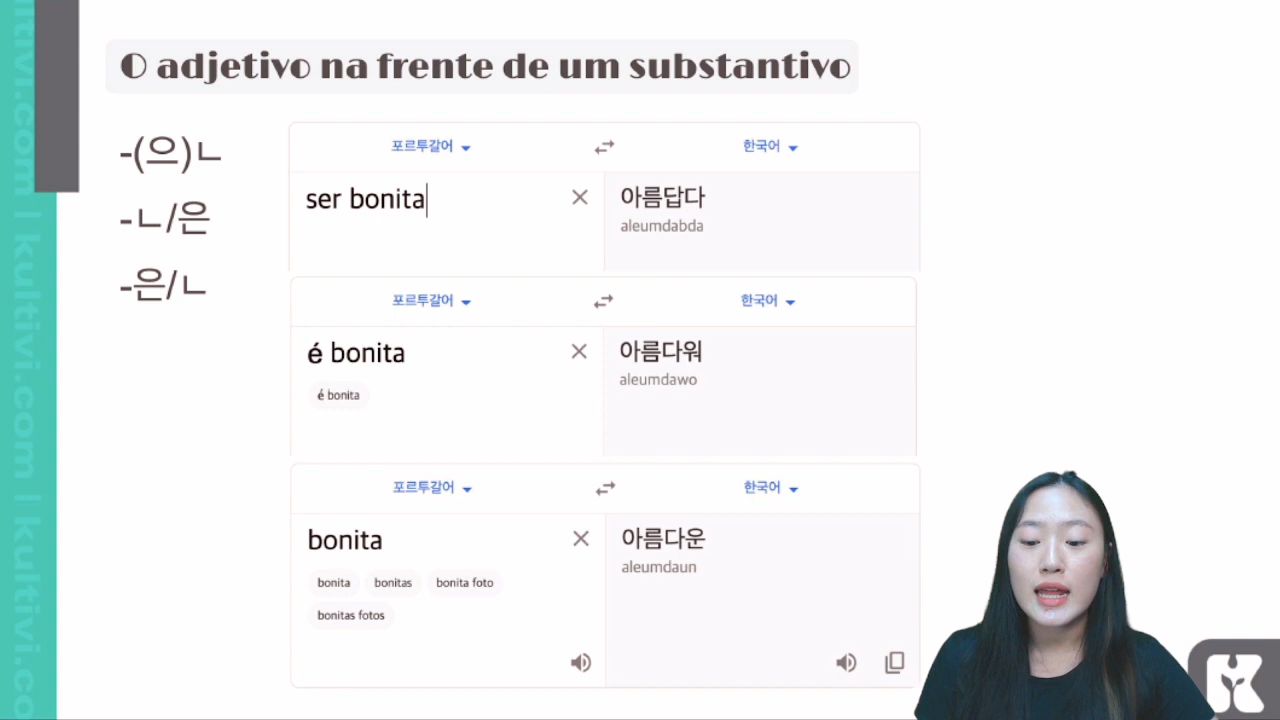 O adjetivo na frente de um substantivo
-(으)ㄴ
-ㄴ/은
-은/ㄴ
포르투갈어 한국어
ser bonita 아름답다
aleumdabda
포르투갈어 한국어
é bonita 아름다워
é bonita aleumdawo
포르투갈어 한국어
bonita 아름다운
aleumdaun
bonita bonitas bonita foto
bonitas fotos
kultivi.com | kultivi.com | kultivi.co